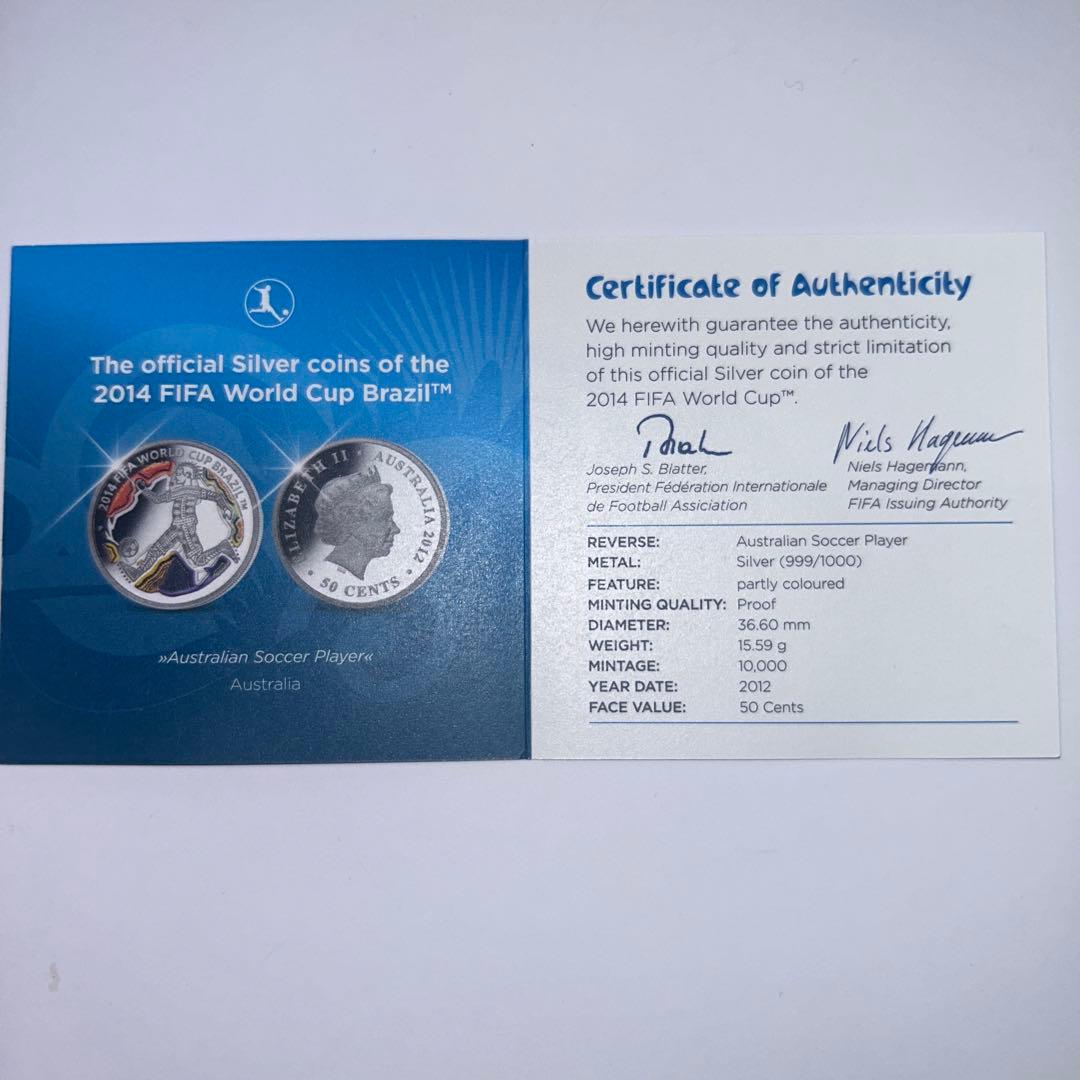 The official Silver coins of the
2014 FIFA World Cup Brazil™
2014 FIFA WORLD CUP BRAZIL™
ELIZABETH II • AUSTRALIA 2012 •
50 CENTS
»Australian Soccer Player«
Australia
Certificate of Authenticity
We herewith guarantee the authenticity,
high minting quality and strict limitation
of this official Silver coin of the
2014 FIFA World Cup™.
Niels Hagemann
Joseph S. Blatter,
President Fédération Internationale
de Football Assiciation
Niels Hagemann,
Managing Director
FIFA Issuing Authority
REVERSE: Australian Soccer Player
METAL: Silver (999/1000)
FEATURE: partly coloured
MINTING QUALITY: Proof
DIAMETER: 36.60 mm
WEIGHT: 15.59 g
MINTAGE: 10,000
YEAR DATE: 2012
FACE VALUE: 50 Cents